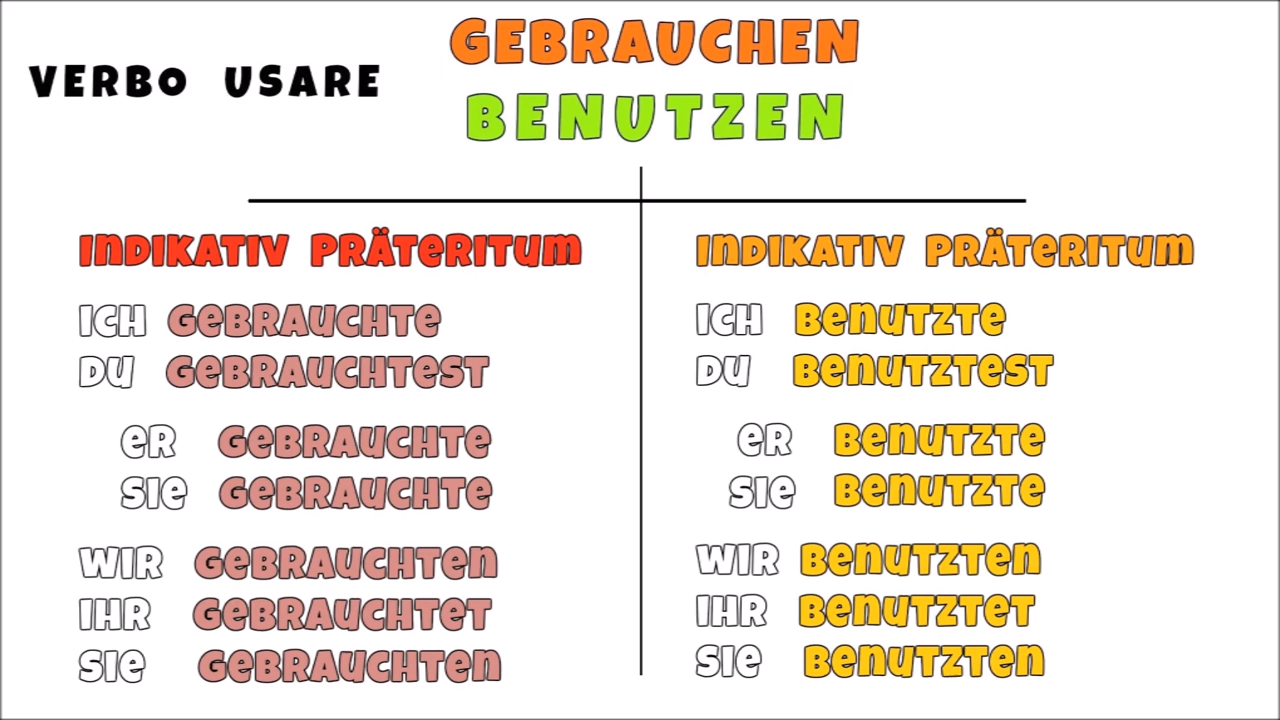 VERBO USARE
GEBRAUCHEN
BENUTZEN
INDIKATIV PRÄTERITUM
ICH GEBRAUCHTE
DU GEBRAUCHTEST
ER GEBRAUCHTE
SIE GEBRAUCHTE
WIR GEBRAUCHTEN
IHR GEBRAUCHTET
SIE GEBRAUCHTEN
INDIKATIV PRÄTERITUM
ICH BENUTZTE
DU BENUTZTEST
ER BENUTZTE
SIE BENUTZTE
WIR BENUTZTEN
IHR BENUTZTET
SIE BENUTZTEN